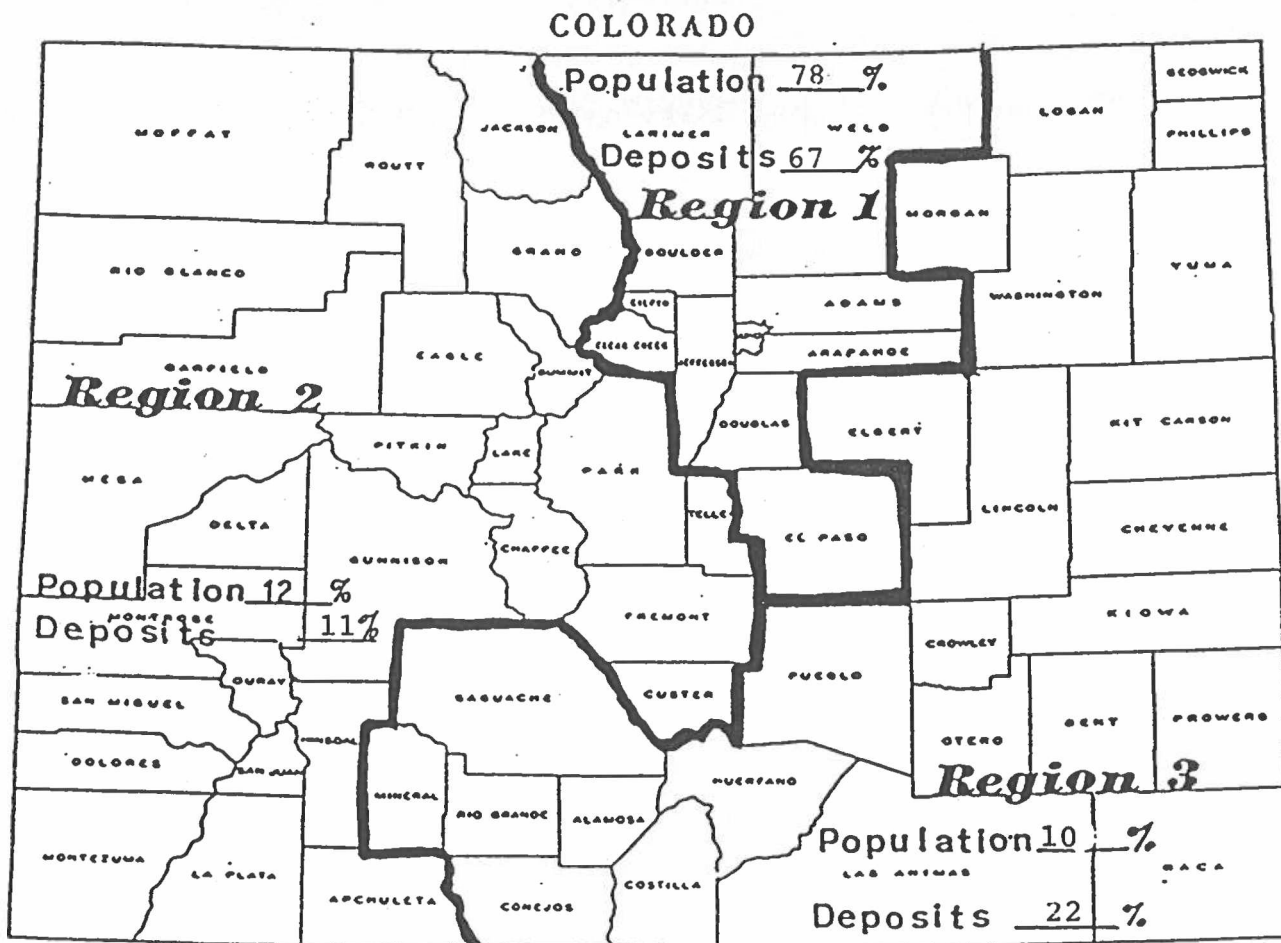 COLORADO
Population 78 %
Deposits 67 %
Region 1
MOFFAT
ROUTT
JACKSON
LARIMER
WELD
LOGAN
SEDGWICK
PHILLIPS
MORGAN
RIO BLANCO
GRAND
BOULDER
WASHINGTON
YUMA
GILPIN
ADAMS
GARFIELD
EAGLE
SUMMIT
CLEAR CREEK
JEFFERSON
ARAPAHOE
Region 2
DOUGLAS
ELBERT
KIT CARSON
MESA
PITKIN
LAKE
PARK
DELTA
GUNNISON
CHAFFEE
TELLE
EL PASO
LINCOLN
CHEYENNE
Population 12 %
Deposits 11%
MONTROSE
FREMONT
KIOWA
CROWLEY
OURAY
SAN MIGUEL
SAGUACHE
CUSTER
PUEBLO
HINSDAL
OTERO
BENT
PROWERS
DOLORES
SAN JUAN
MINERAL
RIO GRANDE
ALAMOSA
HUERFANO
Region 3
Population 10 %
MONTEZUMA
LA PLATA
ARCHULETA
CONEJOS
COSTILLA
LAS ANIMAS
BACA
Deposits 22 %